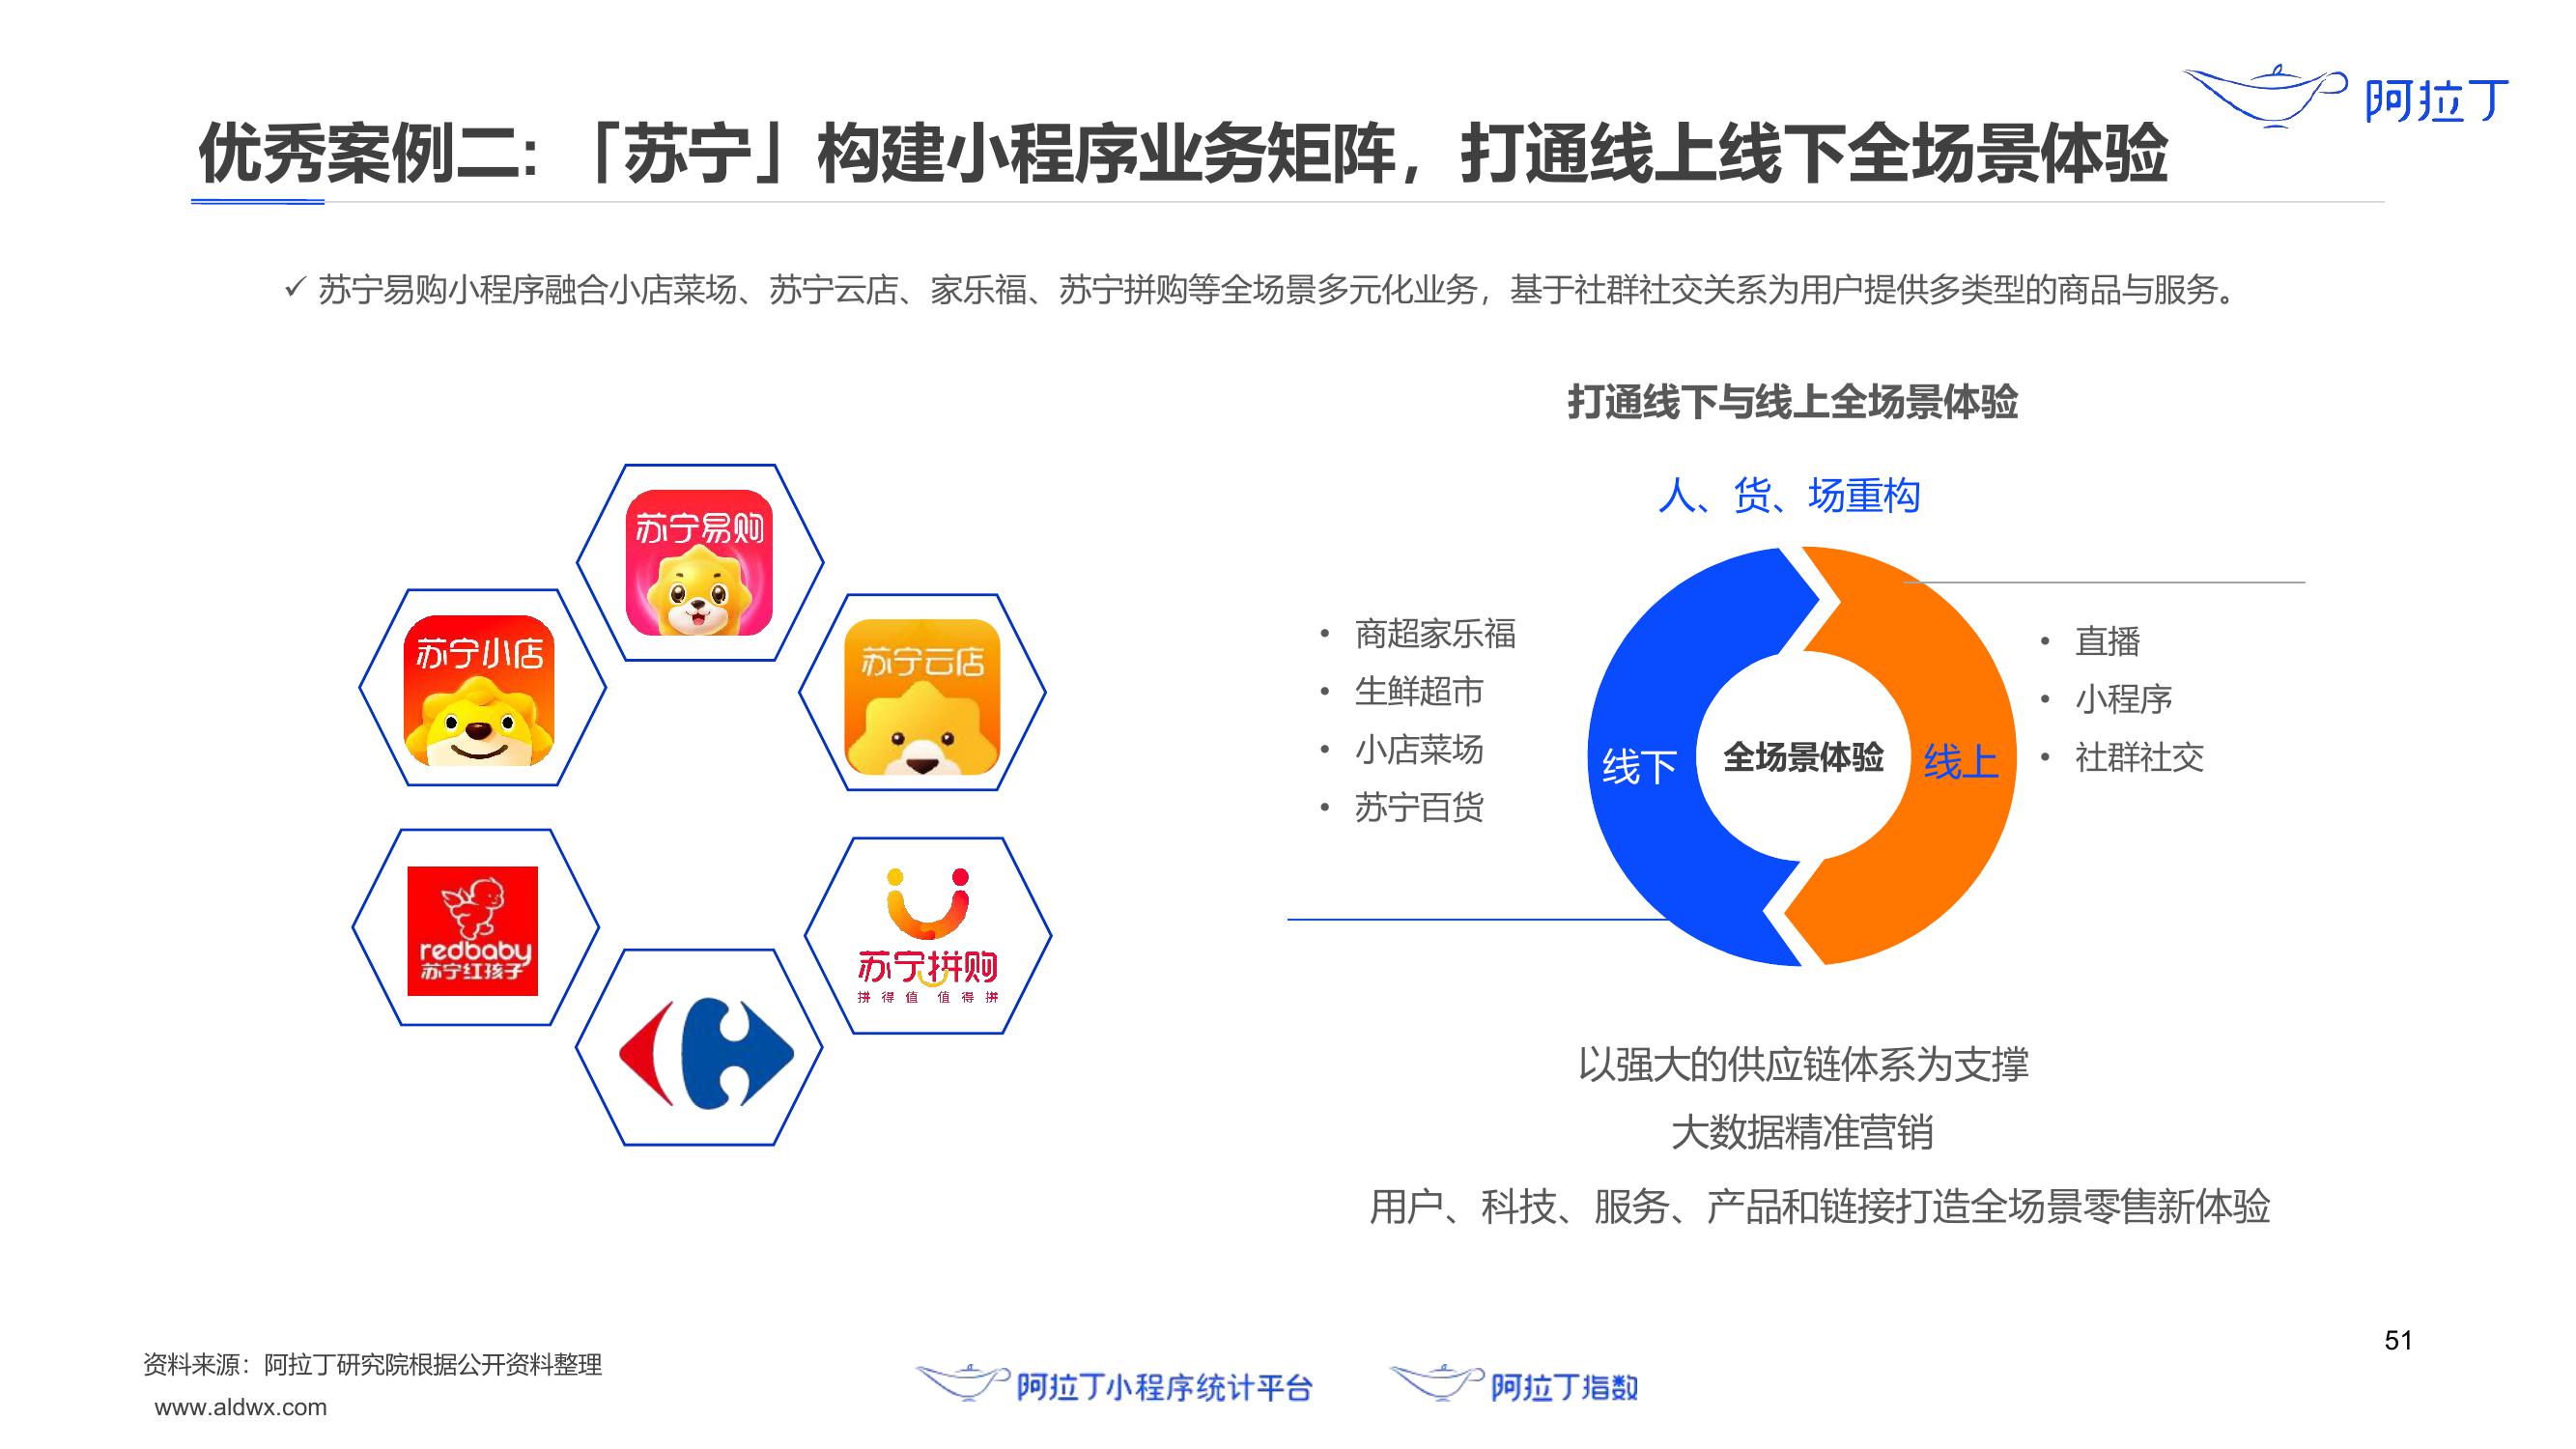 阿拉丁
优秀案例二：「苏宁」构建小程序业务矩阵，打通线上线下全场景体验
✓ 苏宁易购小程序融合小店菜场、苏宁云店、家乐福、苏宁拼购等全场景多元化业务，基于社群社交关系为用户提供多类型的商品与服务。
苏宁易购
苏宁小店
苏宁云店
redbaby
苏宁红孩子
苏宁拼购
拼得值 值得拼
打通线下与线上全场景体验
人、货、场重构
• 商超家乐福
• 生鲜超市
• 小店菜场
• 苏宁百货
线下
全场景体验
线上
• 直播
• 小程序
• 社群社交
以强大的供应链体系为支撑
大数据精准营销
用户、科技、服务、产品和链接打造全场景零售新体验
51
资料来源：阿拉丁研究院根据公开资料整理
www.aldwx.com
阿拉丁小程序统计平台
阿拉丁指数